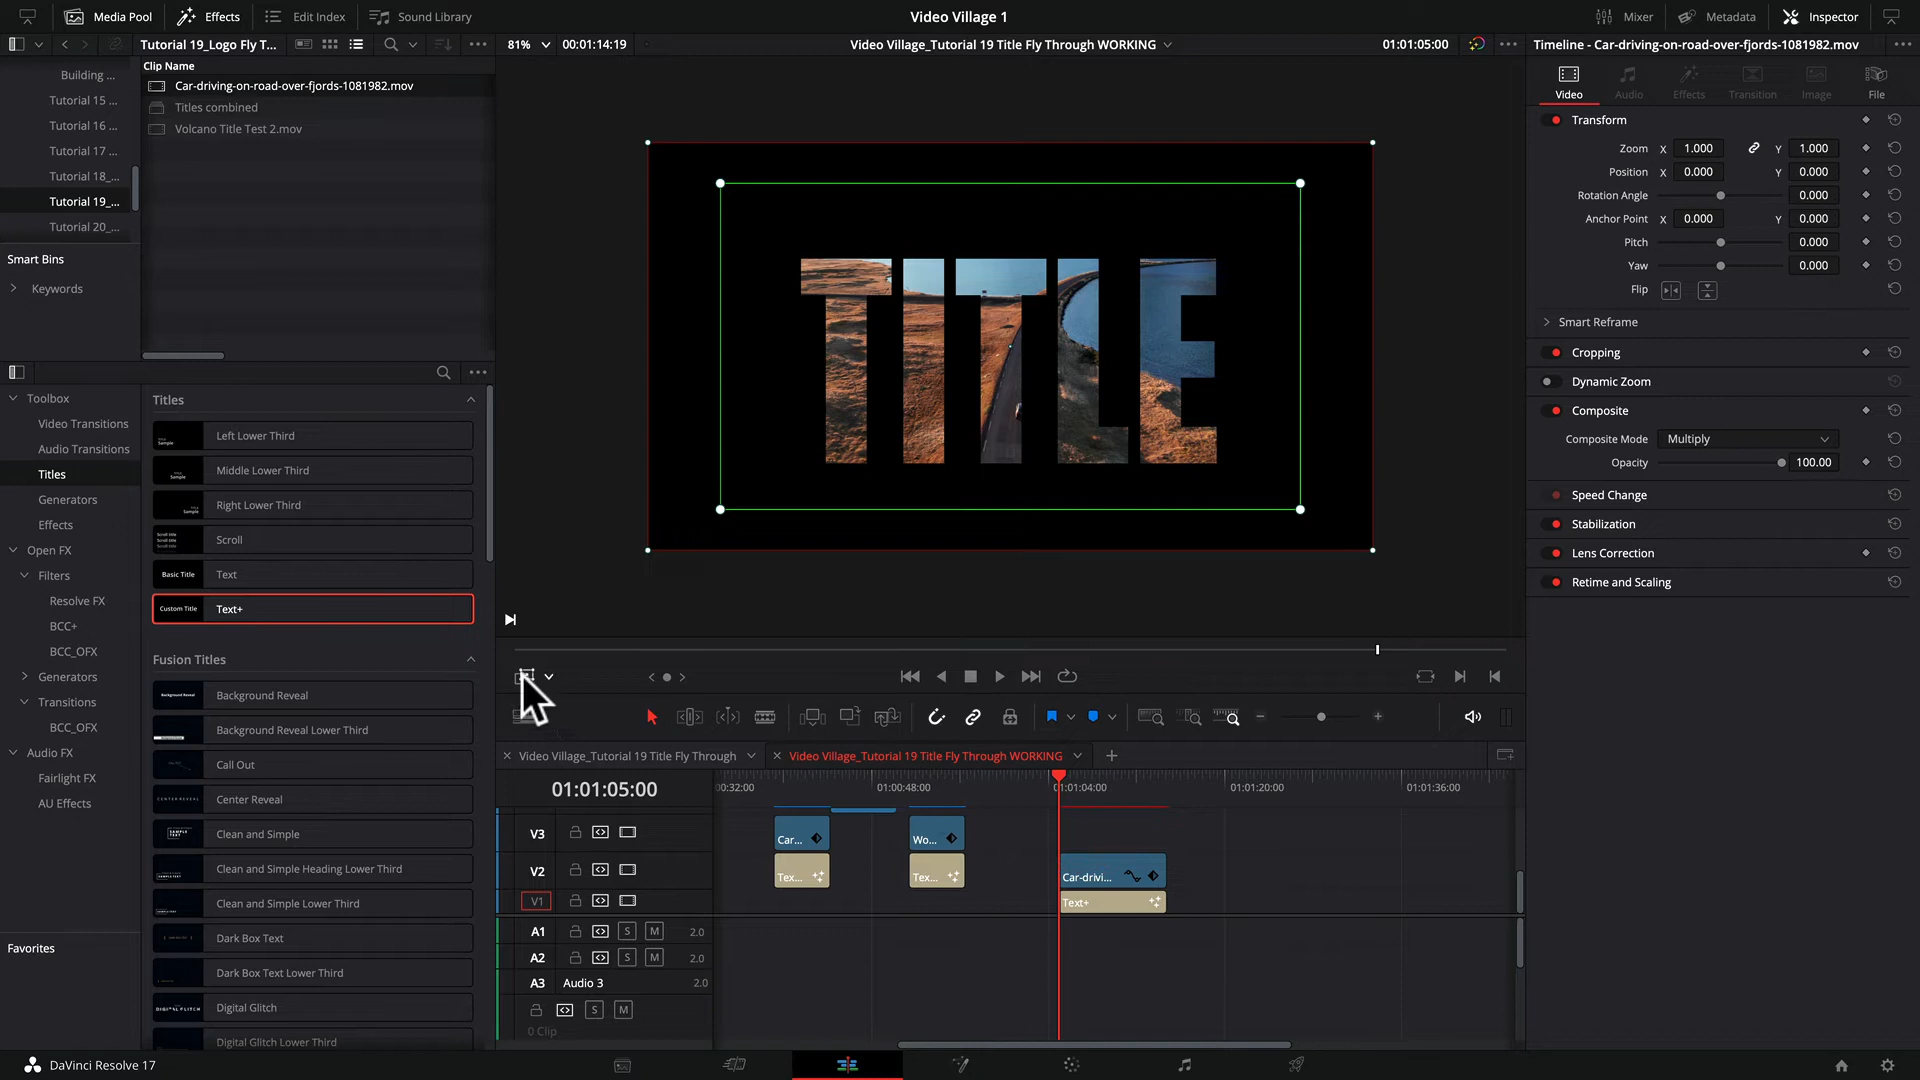 Media Pool
Effects
Edit Index
Sound Library
Video Village 1
Mixer
Metadata
Inspector
Tutorial 19_Logo Fly T...
81%
00:01:14:19
Video Village_Tutorial 19 Title Fly Through WORKING
01:01:05:00
Timeline - Car-driving-on-road-over-fjords-1081982.mov
Building ...
Tutorial 15 ...
Tutorial 16 ...
Tutorial 17 ...
Tutorial 18_...
Tutorial 19_...
Tutorial 20_...
Smart Bins
Keywords
Clip Name
Car-driving-on-road-over-fjords-1081982.mov
Titles combined
Volcano Title Test 2.mov
TITLE
Video
Audio
Effects
Transition
Image
File
Transform
Zoom X 1.000 Y 1.000
Position X 0.000 Y 0.000
Rotation Angle 0.000
Anchor Point X 0.000 Y 0.000
Pitch 0.000
Yaw 0.000
Flip
Smart Reframe
Cropping
Dynamic Zoom
Composite
Composite Mode Multiply
Opacity 100.00
Speed Change
Stabilization
Lens Correction
Retime and Scaling
Toolbox
Video Transitions
Audio Transitions
Titles
Generators
Effects
Open FX
Filters
Resolve FX
BCC+
BCC_OFX
Generators
Transitions
BCC_OFX
Audio FX
Fairlight FX
AU Effects
Favorites
Titles
Left Lower Third
Middle Lower Third
Right Lower Third
Scroll
Basic Title Text
Custom Title Text+
Fusion Titles
Background Reveal Background Reveal
Background Reveal Lower Third
Call Out
CENTER REVEAL Center Reveal
SAMPLE TEXT Clean and Simple
Clean and Simple Heading Lower Third
Clean and Simple Lower Third
Dark Box Text
Dark Box Text Lower Third
DIGITAL GLITCH Digital Glitch
Digital Glitch Lower Third
Video Village_Tutorial 19 Title Fly Through
Video Village_Tutorial 19 Title Fly Through WORKING
01:01:05:00
00:32:00
00:00:48:00
01:01:04:00
01:01:20:00
01:01:36:00
V3
Car...
Wo...
V2
Tex...
Tex...
Car-drivi...
V1
Text+
A1 S M 2.0
A2 S M 2.0
A3 Audio 3 2.0
S M
0 Clip
DaVinci Resolve 17